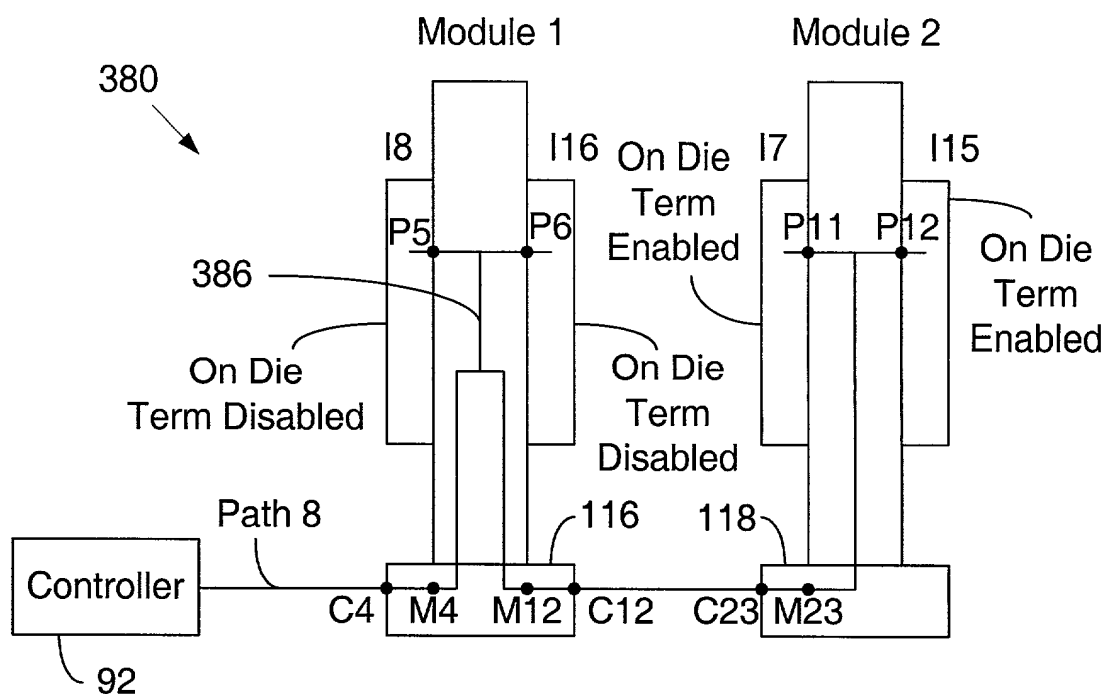 Module 1
Module 2
380
I8
I16
On Die
Term
Enabled
I7
I15
P5
P6
P11
P12
386
On Die
Term
Enabled
On Die
Term Disabled
On Die
Term
Disabled
Path 8
116
118
Controller
C4
M4
M12
C12
C23
M23
92